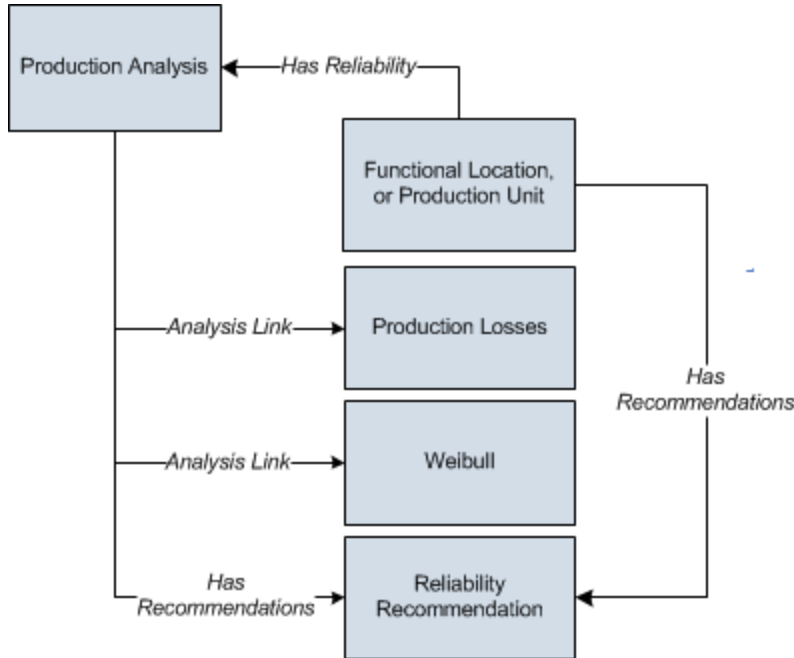 Production Analysis
Has Reliability
Functional Location,
or Production Unit
Analysis Link
Production Losses
Has
Recommendations
Analysis Link
Weibull
Has
Recommendations
Reliability
Recommendation